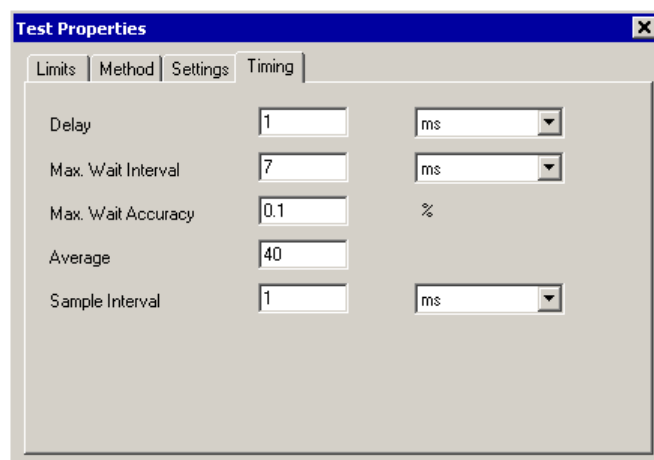 Test Properties
Limits Method Settings Timing
Delay 1 ms
Max. Wait Interval 7 ms
Max. Wait Accuracy 0.1 %
Average 40
Sample Interval 1 ms